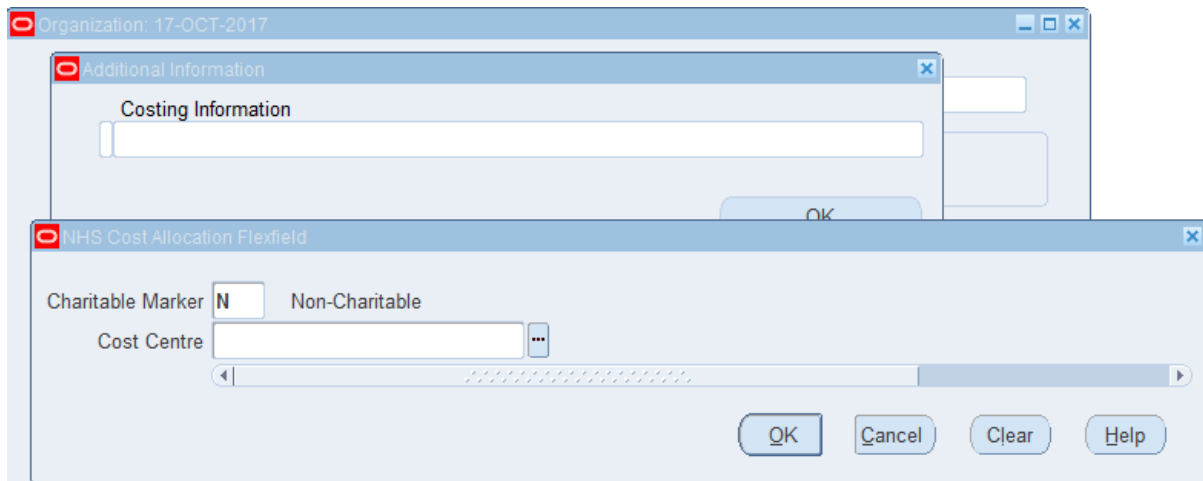 Organization: 17-OCT-2017
Additional Information
Costing Information
OK
NHS Cost Allocation Flexfield
Charitable Marker N Non-Charitable
Cost Centre ...
OK Cancel Clear Help